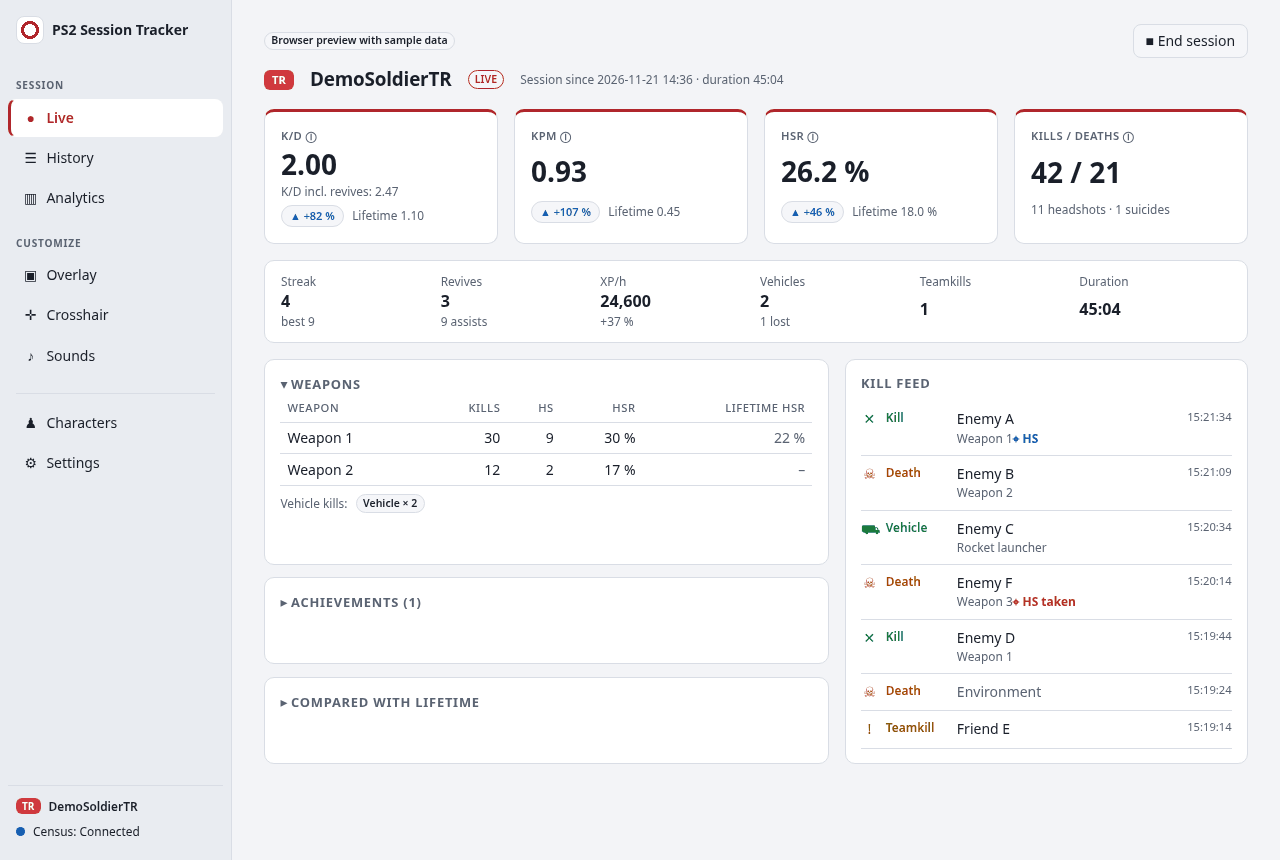 PS2 Session Tracker
SESSION
Live
History
Analytics
CUSTOMIZE
Overlay
Crosshair
Sounds
Characters
Settings
TR DemoSoldierTR
Census: Connected
Browser preview with sample data
■ End session
TR DemoSoldierTR LIVE Session since 2026-11-21 14:36 · duration 45:04
K/D ⓘ
2.00
K/D incl. revives: 2.47
▲ +82 % Lifetime 1.10
KPM ⓘ
0.93
▲ +107 % Lifetime 0.45
HSR ⓘ
26.2 %
▲ +46 % Lifetime 18.0 %
KILLS / DEATHS ⓘ
42 / 21
11 headshots · 1 suicides
Streak
4
best 9
Revives
3
9 assists
XP/h
24,600
+37 %
Vehicles
2
1 lost
Teamkills
1
Duration
45:04
▾ WEAPONS
WEAPON KILLS HS HSR LIFETIME HSR
Weapon 1 30 9 30 % 22 %
Weapon 2 12 2 17 % –
Vehicle kills: Vehicle × 2
▸ ACHIEVEMENTS (1)
▸ COMPARED WITH LIFETIME
KILL FEED
✕ Kill Enemy A 15:21:34
Weapon 1⌖ HS
☠ Death Enemy B 15:21:09
Weapon 2
⛟ Vehicle Enemy C 15:20:34
Rocket launcher
☠ Death Enemy F 15:20:14
Weapon 3⌖ HS taken
✕ Kill Enemy D 15:19:44
Weapon 1
☠ Death Environment 15:19:24
! Teamkill Friend E 15:19:14